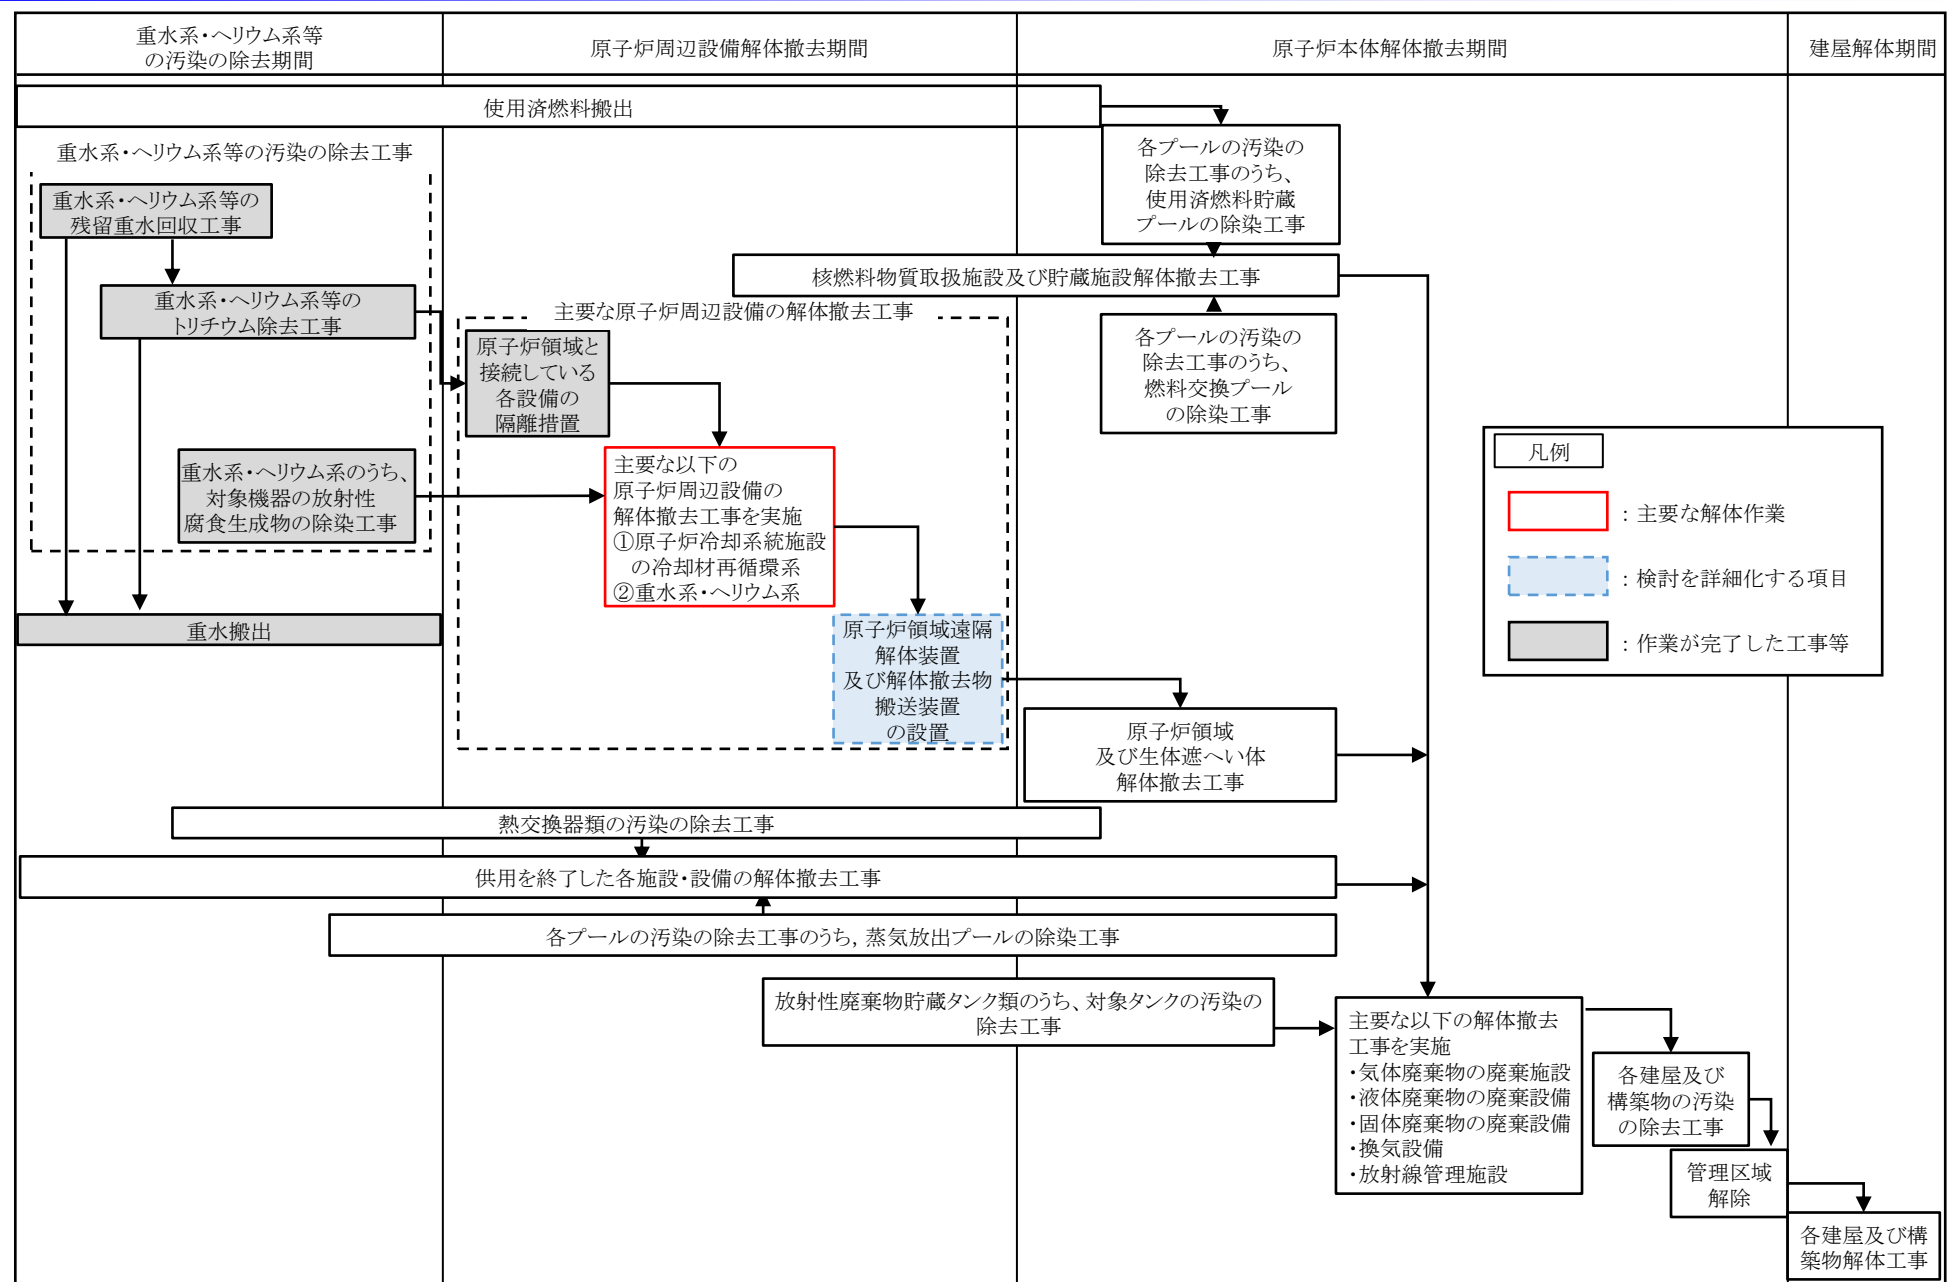 重水系・ヘリウム系等
の汚染の除去期間
原子炉周辺設備解体撤去期間
原子炉本体解体撤去期間
建屋解体期間
使用済燃料搬出
重水系・ヘリウム系等の汚染の除去工事
重水系・ヘリウム系等の
残留重水回収工事
重水系・ヘリウム系等の
トリチウム除去工事
重水系・ヘリウム系のうち、
対象機器の放射性
腐食生成物の除染工事
重水搬出
主要な原子炉周辺設備の解体撤去工事
原子炉領域と
接続している
各設備の
隔離措置
主要な以下の
原子炉周辺設備の
解体撤去工事を実施
①原子炉冷却系統施設
の冷却材再循環系
②重水系・ヘリウム系
原子炉領域遠隔
解体装置
及び解体撤去物
搬送装置
の設置
各プールの汚染の
除去工事のうち、
使用済燃料貯蔵
プールの除染工事
核燃料物質取扱施設及び貯蔵施設解体撤去工事
各プールの汚染の
除去工事のうち、
燃料交換プール
の除染工事
凡例
：主要な解体作業
：検討を詳細化する項目
：作業が完了した工事等
原子炉領域
及び生体遮へい体
解体撤去工事
熱交換器類の汚染の除去工事
供用を終了した各施設・設備の解体撤去工事
各プールの汚染の除去工事のうち，蒸気放出プールの除染工事
放射性廃棄物貯蔵タンク類のうち、対象タンクの汚染の
除去工事
主要な以下の解体撤去
工事を実施
・気体廃棄物の廃棄施設
・液体廃棄物の廃棄設備
・固体廃棄物の廃棄設備
・換気設備
・放射線管理施設
各建屋及び
構築物の汚染
の除去工事
管理区域
解除
各建屋及び構
築物解体工事